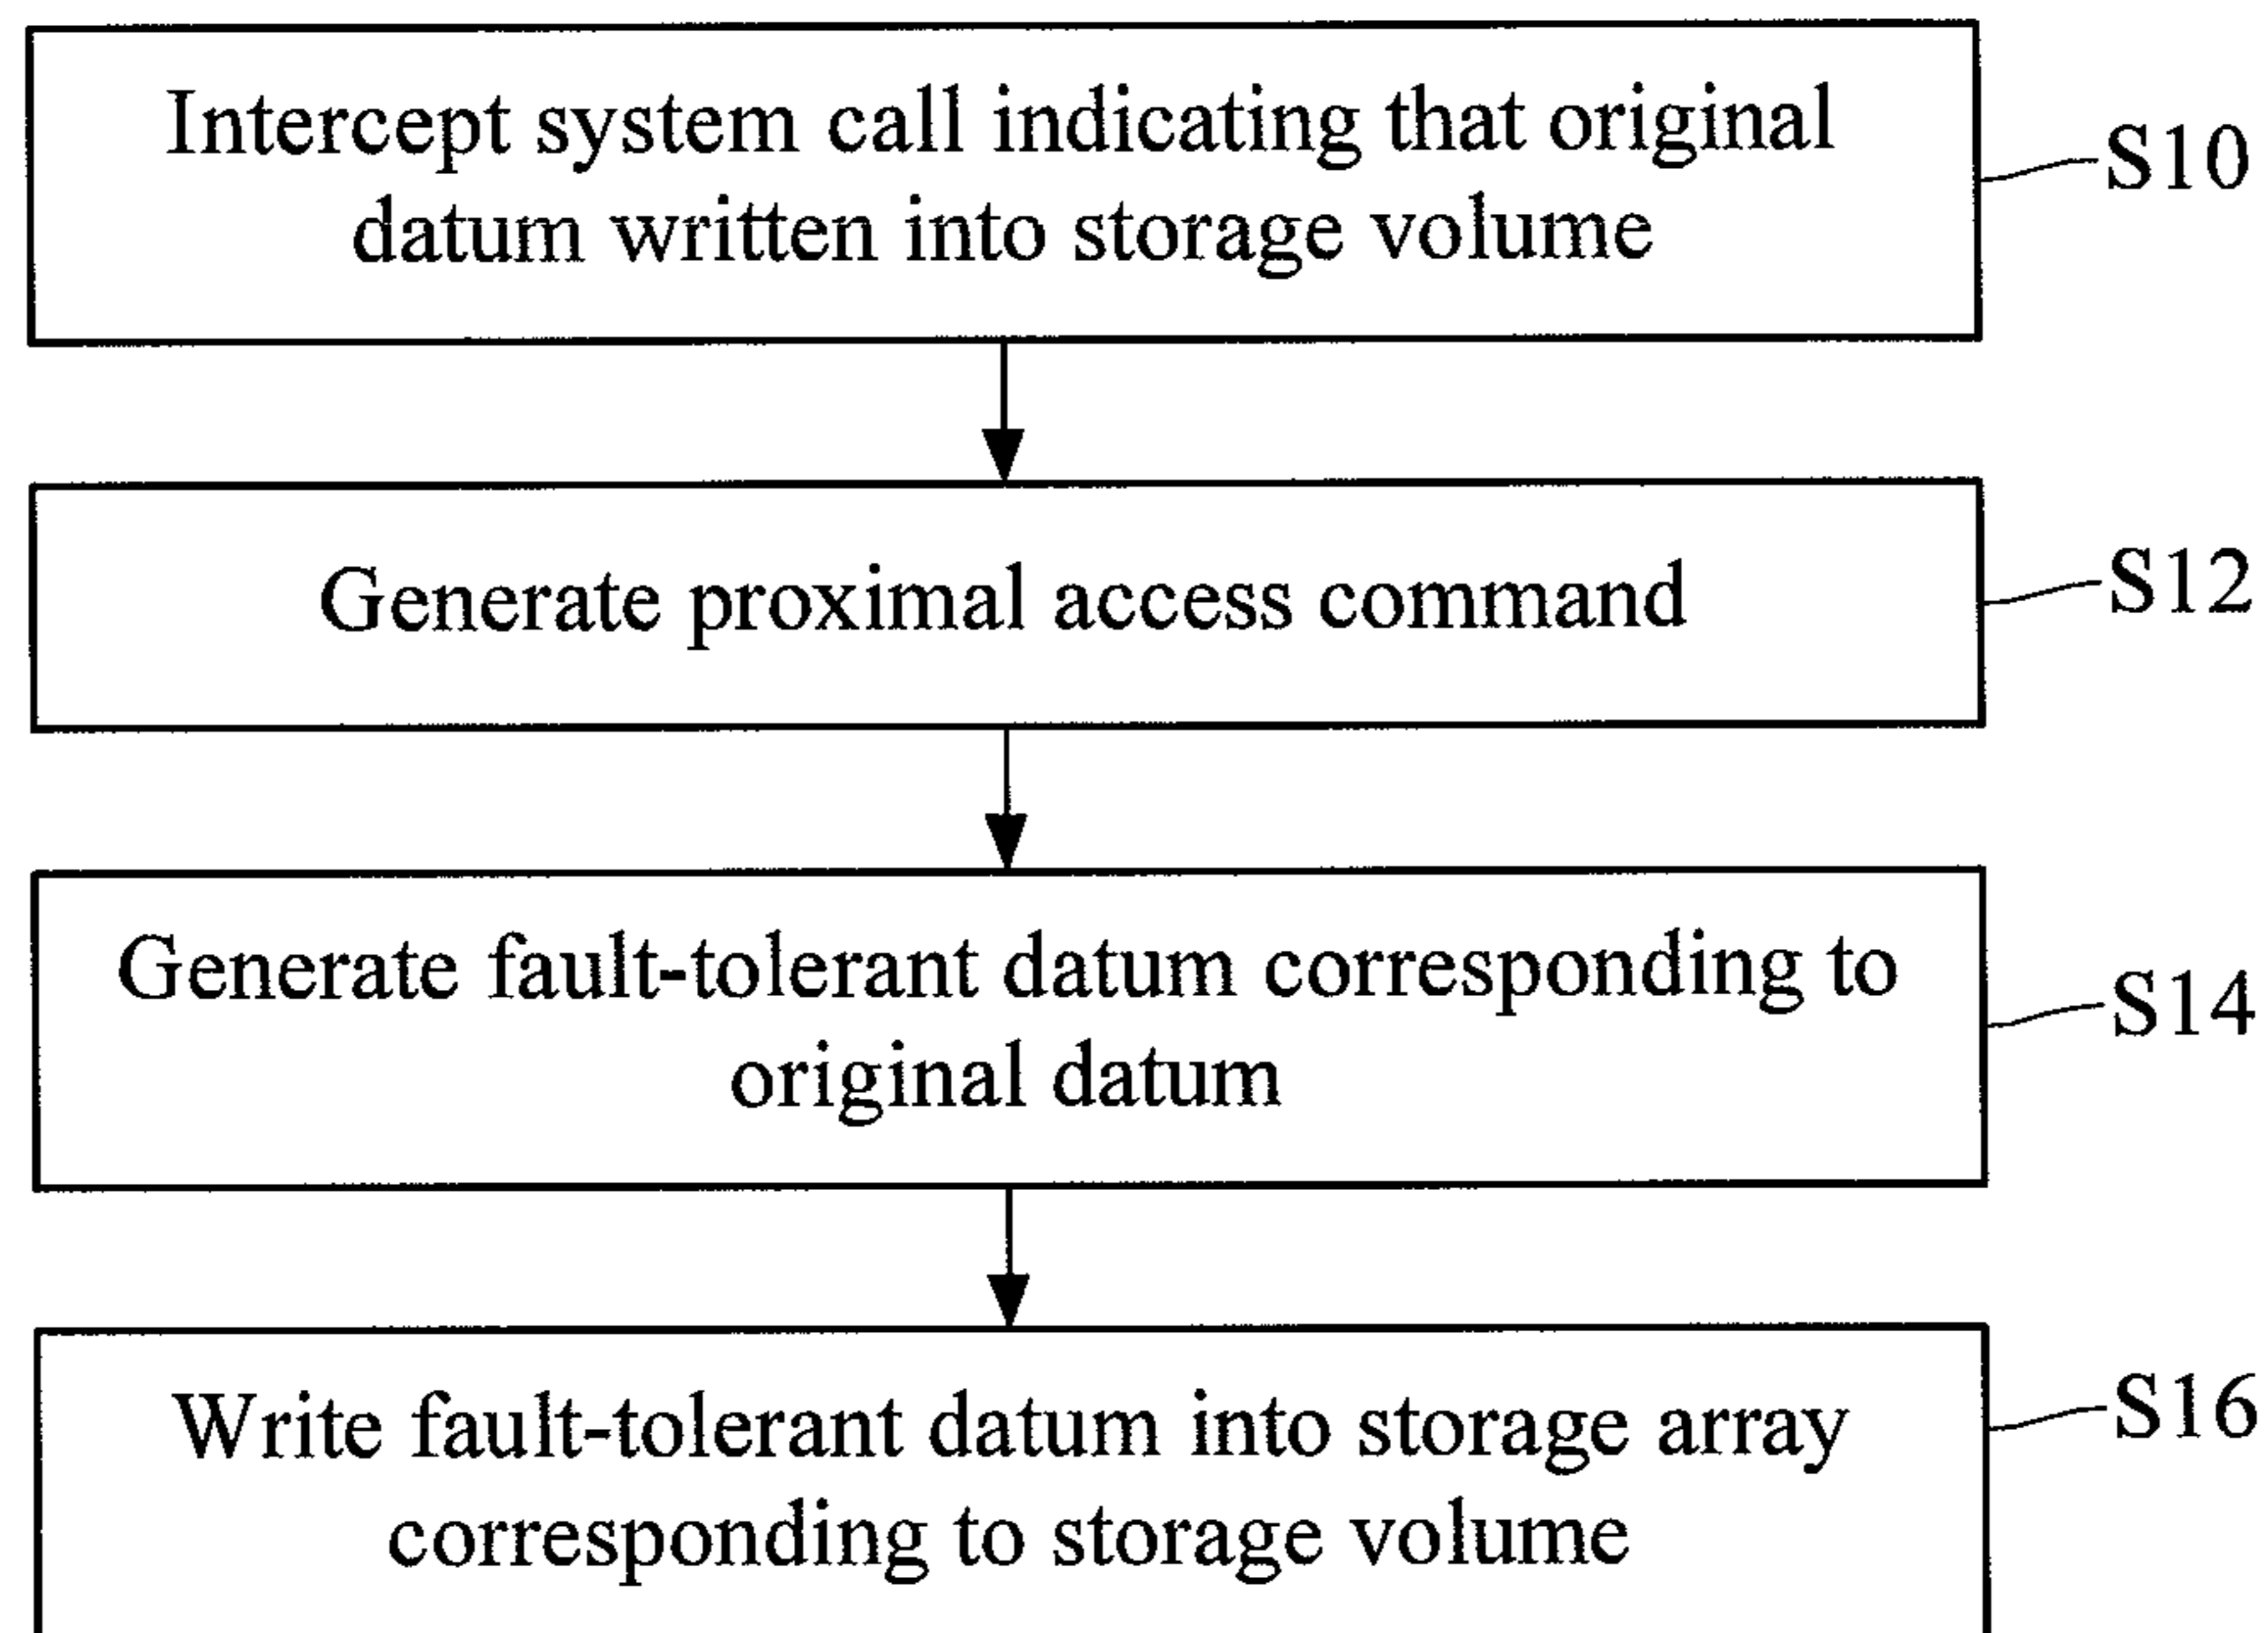 Intercept system call indicating that original
datum written into storage volume
S10
Generate proximal access command
S12
Generate fault-tolerant datum corresponding to
original datum
S14
Write fault-tolerant datum into storage array
corresponding to storage volume
S16